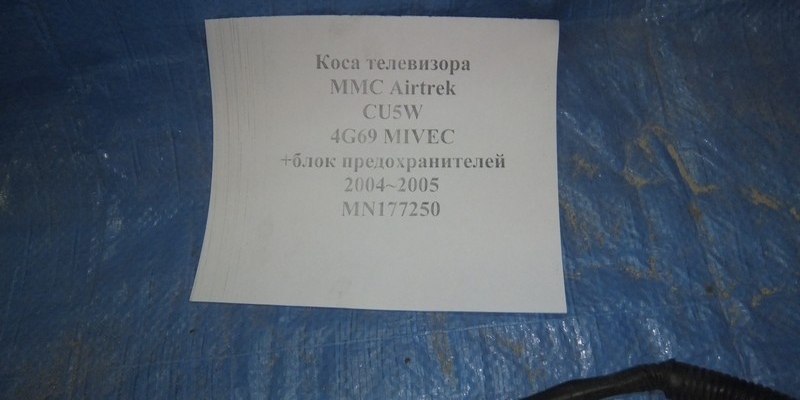 Коса телевизора
MMC Airtrek
CU5W
4G69 MIVEC
+блок предохранителей
2004~2005
MN177250